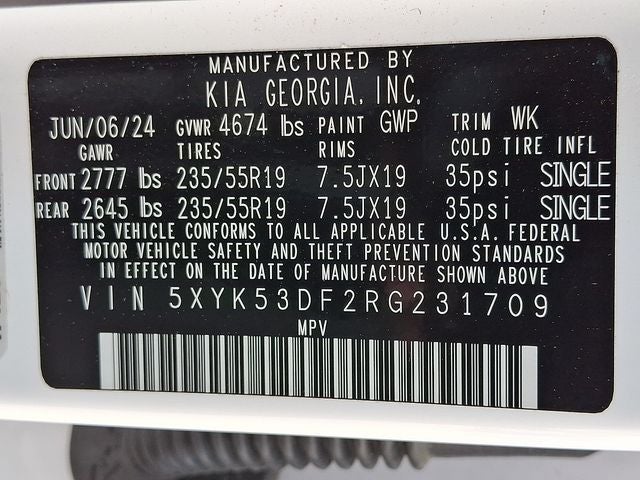 MANUFACTURED BY
KIA GEORGIA, INC.
JUN/06/24 GVWR 4674 lbs PAINT GWP TRIM WK
GAWR TIRES RIMS COLD TIRE INFL
FRONT 2777 lbs 235/55R19 7.5JX19 35psi SINGLE
REAR 2645 lbs 235/55R19 7.5JX19 35psi SINGLE
THIS VEHICLE CONFORMS TO ALL APPLICABLE U.S.A. FEDERAL
MOTOR VEHICLE SAFETY AND THEFT PREVENTION STANDARDS
IN EFFECT ON THE DATE OF MANUFACTURE SHOWN ABOVE
VIN 5XYK53DF2RG231709
MPV